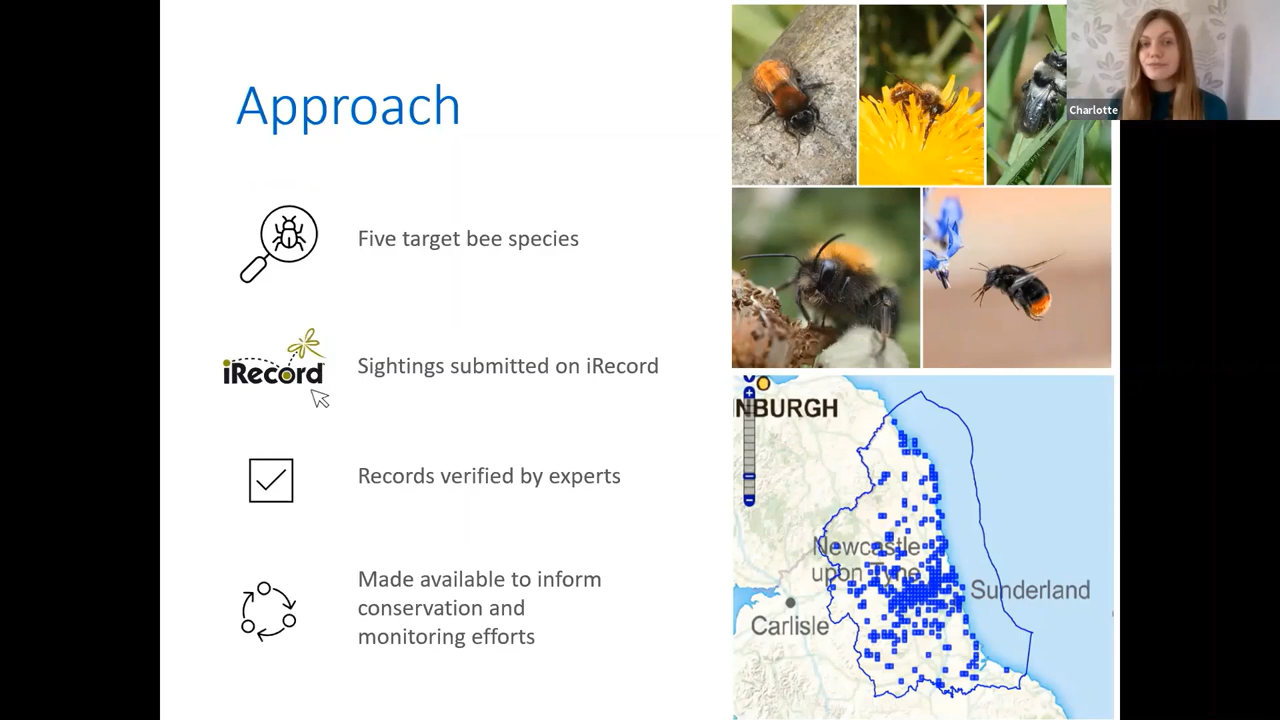 Approach
Five target bee species
iRecord
Sightings submitted on iRecord
Records verified by experts
Made available to inform
conservation and
monitoring efforts
Charlotte
NBURGH
Newcastle
upon Tyne
Sunderland
Carlisle